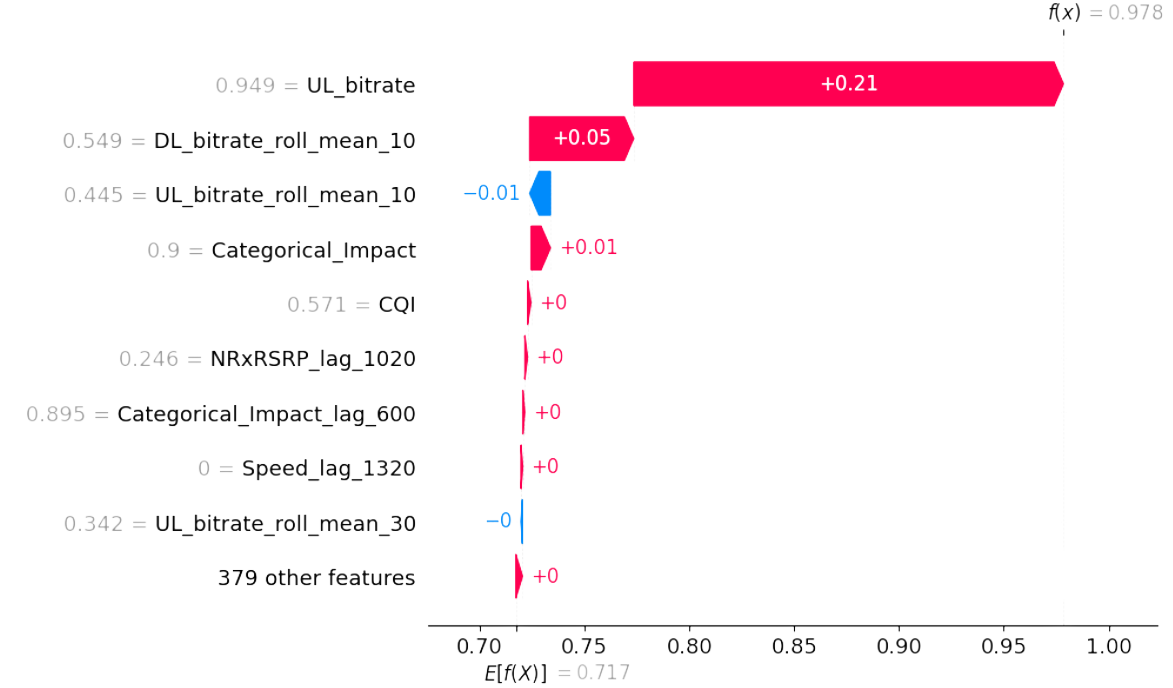 f(x) = 0.978
0.949 = UL_bitrate +0.21
0.549 = DL_bitrate_roll_mean_10 +0.05
0.445 = UL_bitrate_roll_mean_10 −0.01
0.9 = Categorical_Impact +0.01
0.571 = CQI +0
0.246 = NRxRSRP_lag_1020 +0
0.895 = Categorical_Impact_lag_600 +0
0 = Speed_lag_1320 +0
0.342 = UL_bitrate_roll_mean_30 −0
379 other features +0
0.70 0.75 0.80 0.85 0.90 0.95 1.00
E[f(X)] = 0.717